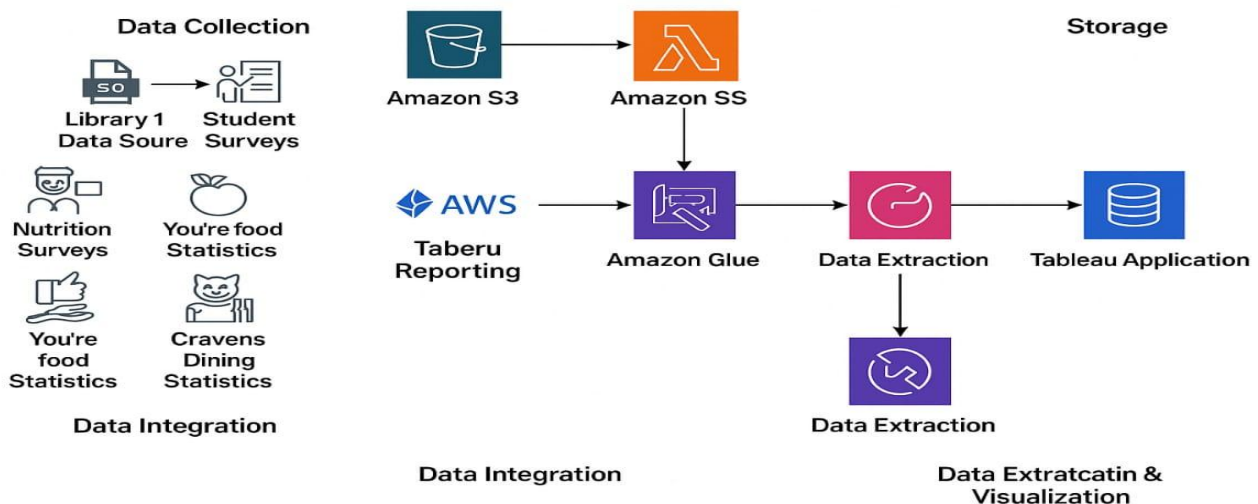 Data Collection
Storage
SO
Library 1
Data Soure
Student
Surveys
Amazon S3
Amazon SS
Nutrition
Surveys
You're food
Statistics
AWS
Taberu
Reporting
Amazon Glue
Data Extraction
Tableau Application
You're
food
Statistics
Cravens
Dining
Statistics
Data Extraction
Data Integration
Data Integration
Data Extratcatin &
Visualization